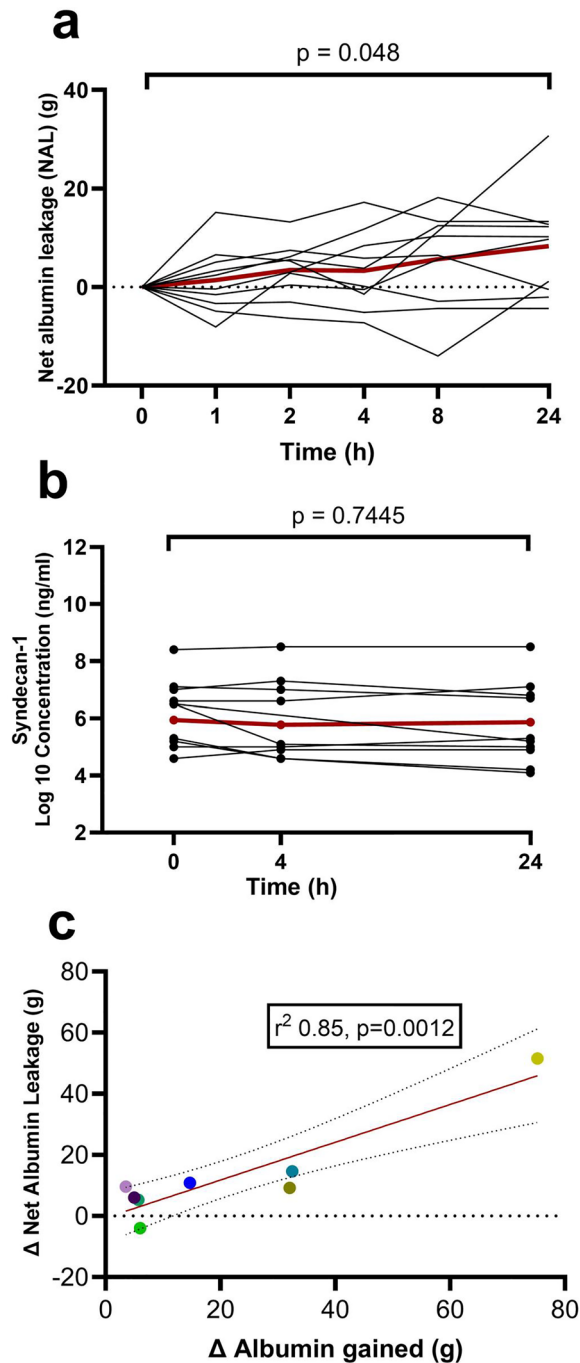 a
p = 0.048
Net albumin leakage (NAL) (g)
40
20
0
-20
0 1 2 4 8 24
Time (h)
b
p = 0.7445
Syndecan-1
Log 10 Concentration (ng/ml)
12
10
8
6
4
2
0 4 24
Time (h)
c
Δ Net Albumin Leakage (g)
80
60
40
20
0
-20
r² 0.85, p=0.0012
0 20 40 60 80
Δ Albumin gained (g)